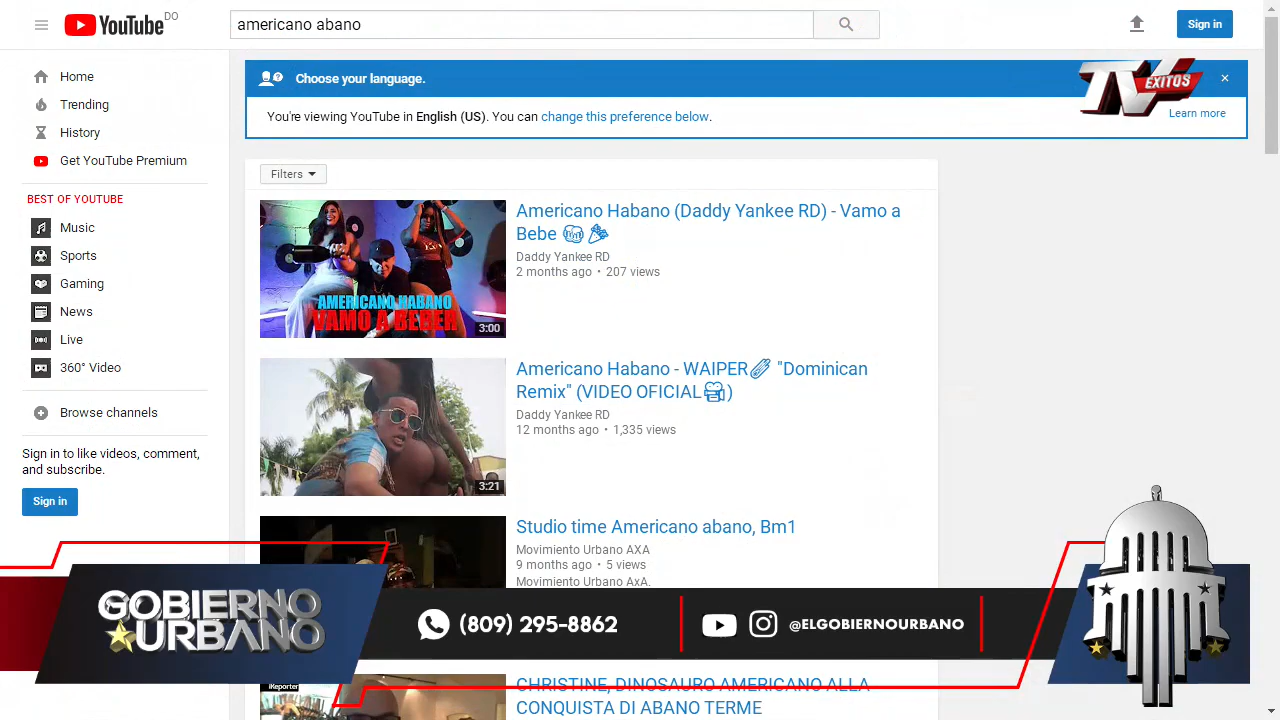 YouTube DO
americano abano
Sign in
Home
Trending
History
Get YouTube Premium
BEST OF YOUTUBE
Music
Sports
Gaming
News
Live
360° Video
Browse channels
Sign in to like videos, comment,
and subscribe.
Sign in
Choose your language.
TV EXITOS
You're viewing YouTube in English (US). You can change this preference below.
Learn more
Filters
AMERICANO HABANO
VAMO A BEBER
3:00
Americano Habano (Daddy Yankee RD) - Vamo a
Bebe
Daddy Yankee RD
2 months ago • 207 views
3:21
Americano Habano - WAIPER "Dominican
Remix" (VIDEO OFICIAL)
Daddy Yankee RD
12 months ago • 1,335 views
Studio time Americano abano, Bm1
Movimiento Urbano AXA
9 months ago • 5 views
Movimiento Urbano AxA.
GOBIERNO
URBANO
(809) 295-8862
@ELGOBIERNOURBANO
iReporter
CHRISTINE, DINOSAURO AMERICANO ALLA
CONQUISTA DI ABANO TERME